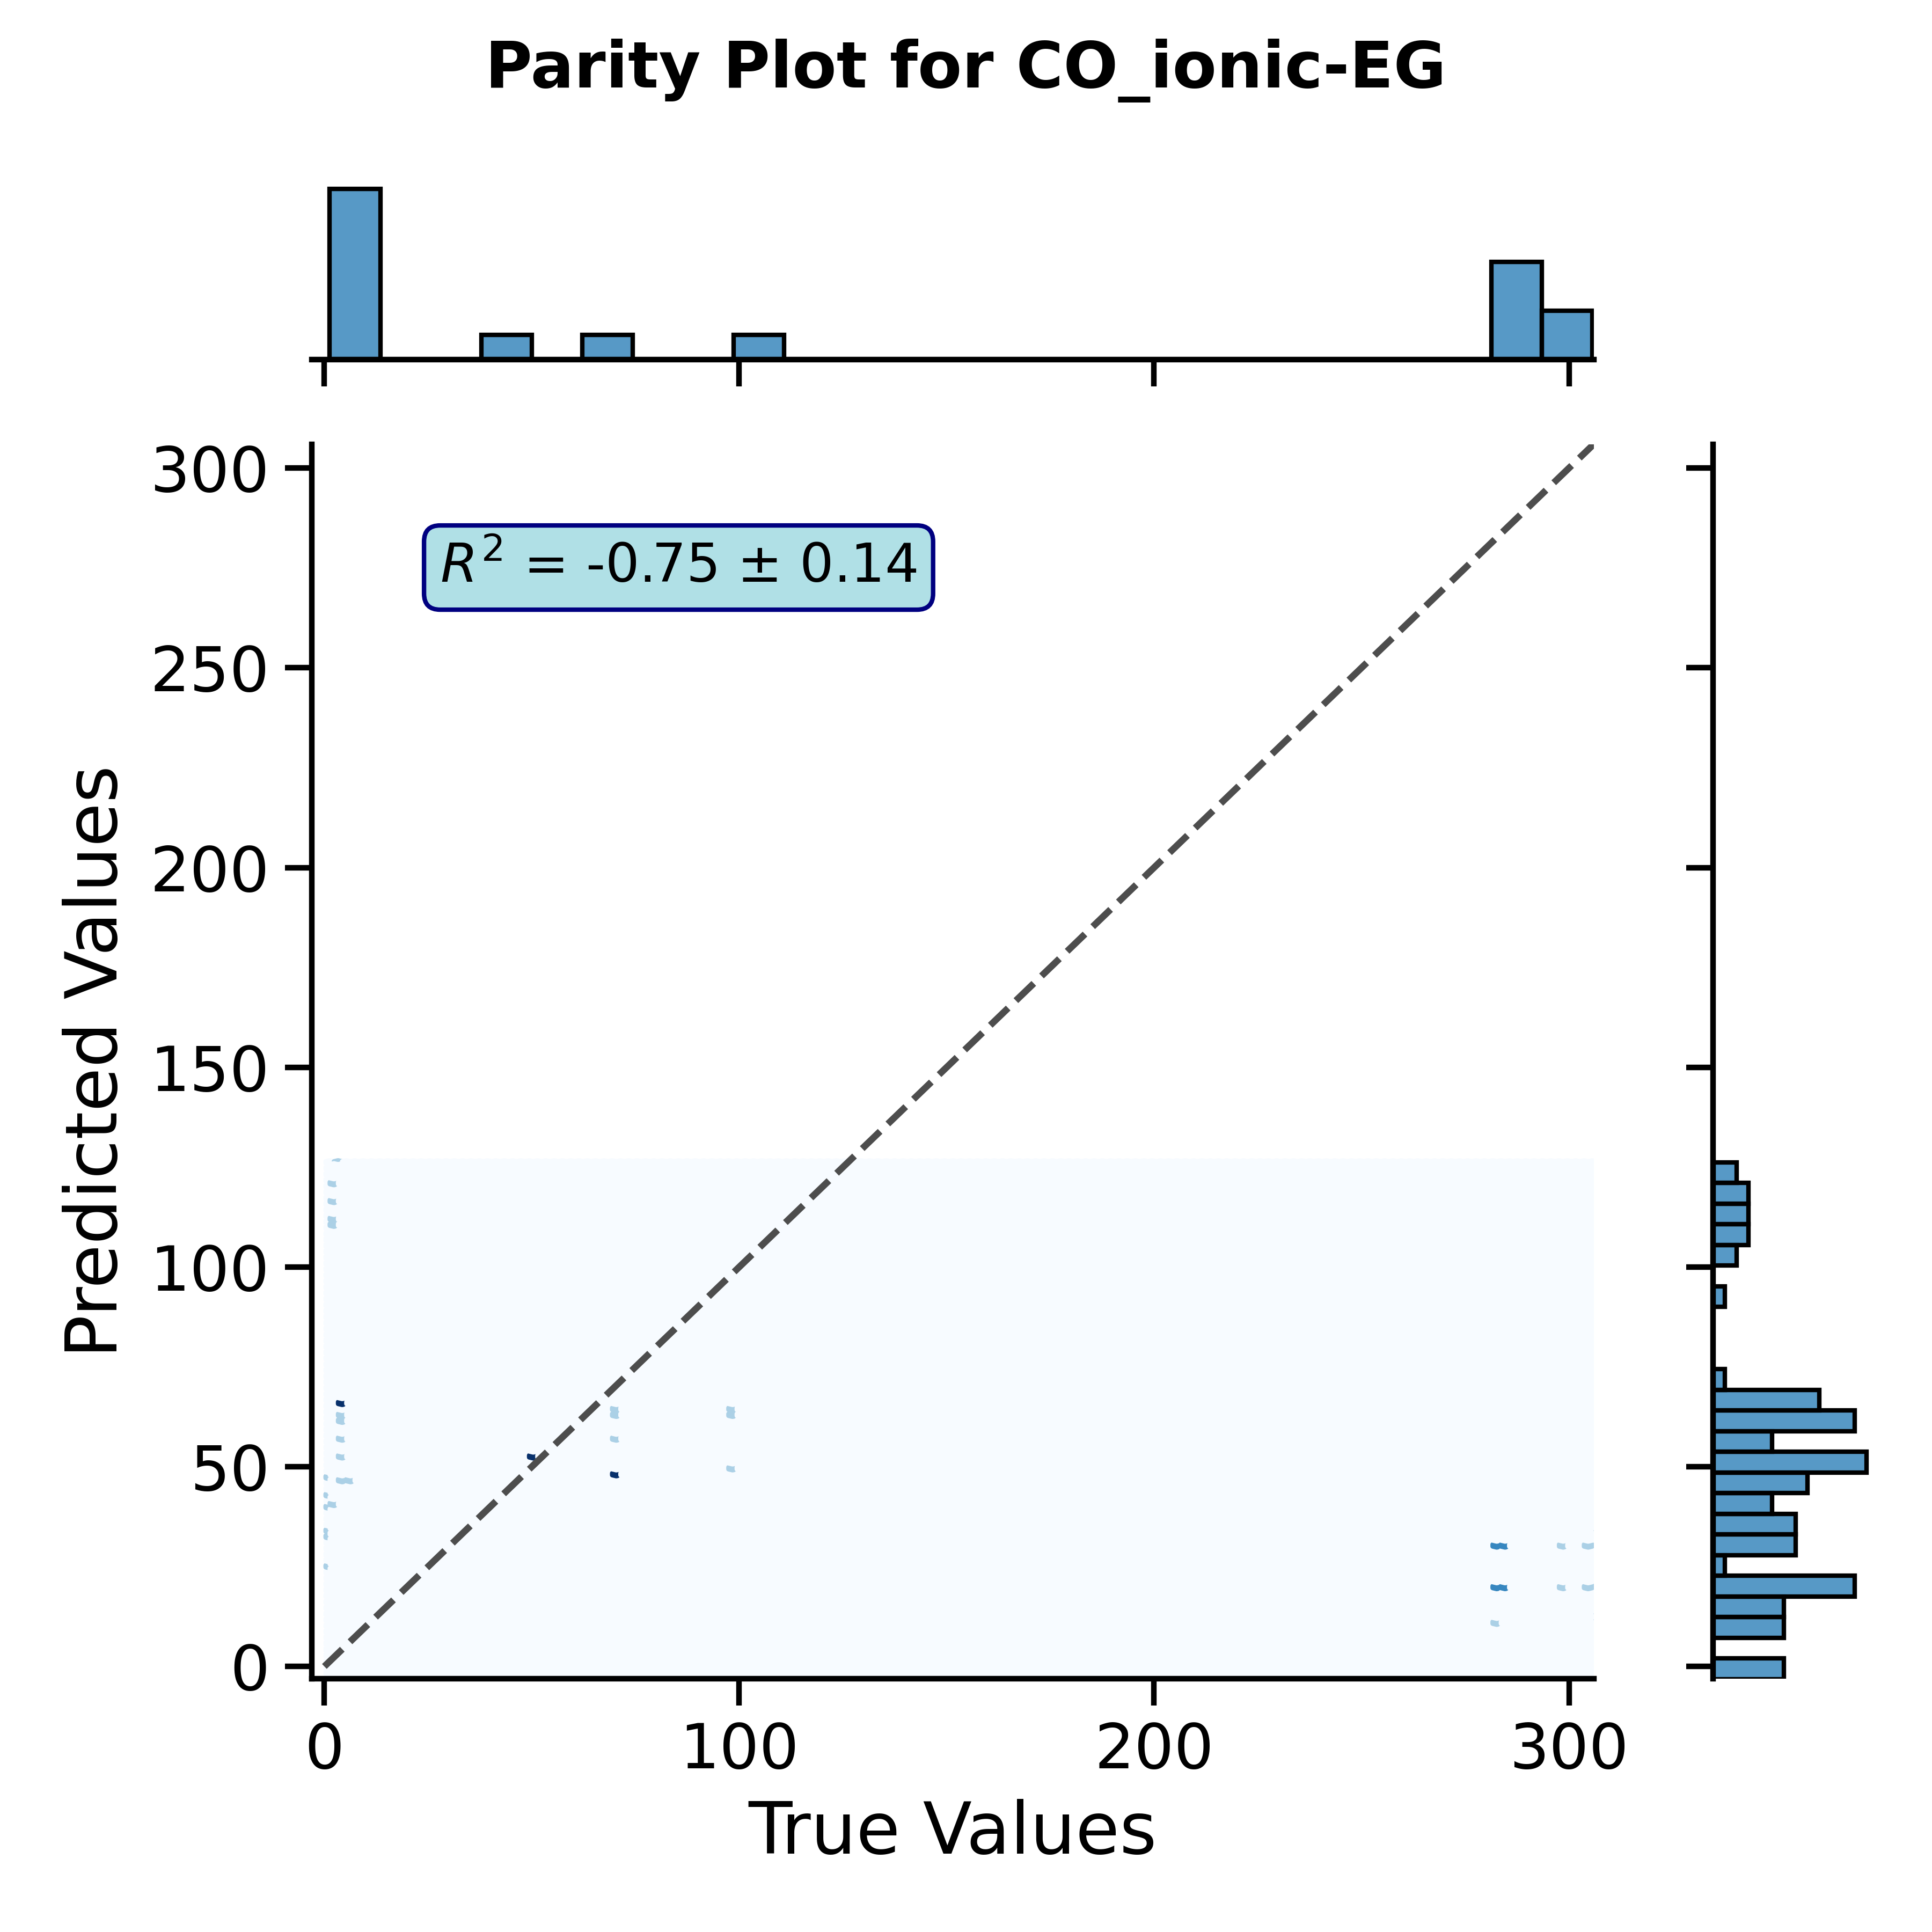 Parity Plot for CO_ionic-EG
300
R² = -0.75 ± 0.14
250
200
150
100
50
0
Predicted Values
0 100 200 300
True Values